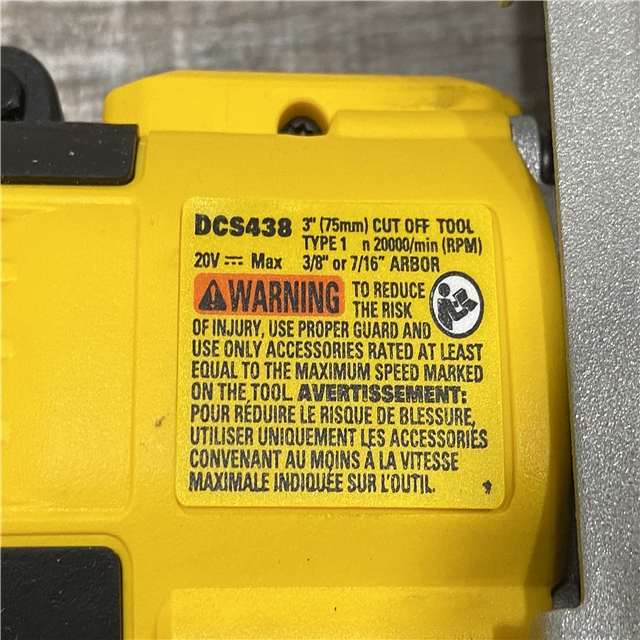 DCS438 3" (75mm) CUT OFF TOOL
TYPE 1 n 20000/min (RPM)
20V ⎓ Max 3/8" or 7/16" ARBOR
WARNING TO REDUCE
THE RISK
OF INJURY, USE PROPER GUARD AND
USE ONLY ACCESSORIES RATED AT LEAST
EQUAL TO THE MAXIMUM SPEED MARKED
ON THE TOOL. AVERTISSEMENT:
POUR RÉDUIRE LE RISQUE DE BLESSURE,
UTILISER UNIQUEMENT LES ACCESSORIES
CONVENANT AU MOINS À LA VITESSE
MAXIMALE INDIQUÉE SUR L'OUTIL.